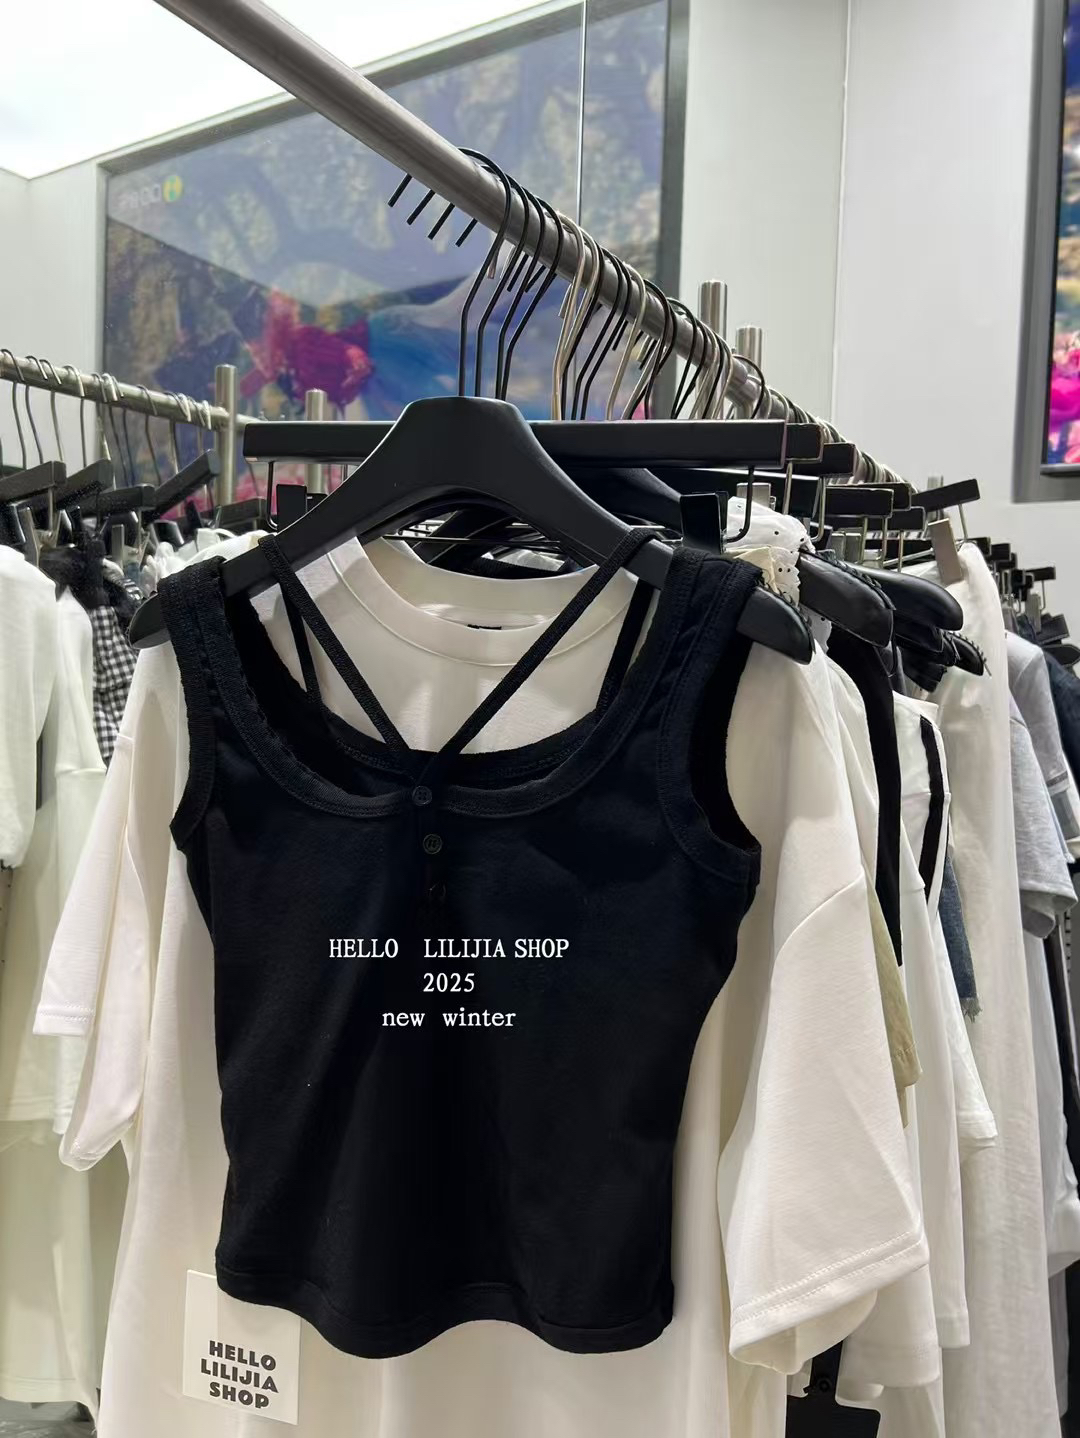 HELLO LILIJIA SHOP
2025
new winter
HELLO
LILIJIA
SHOP